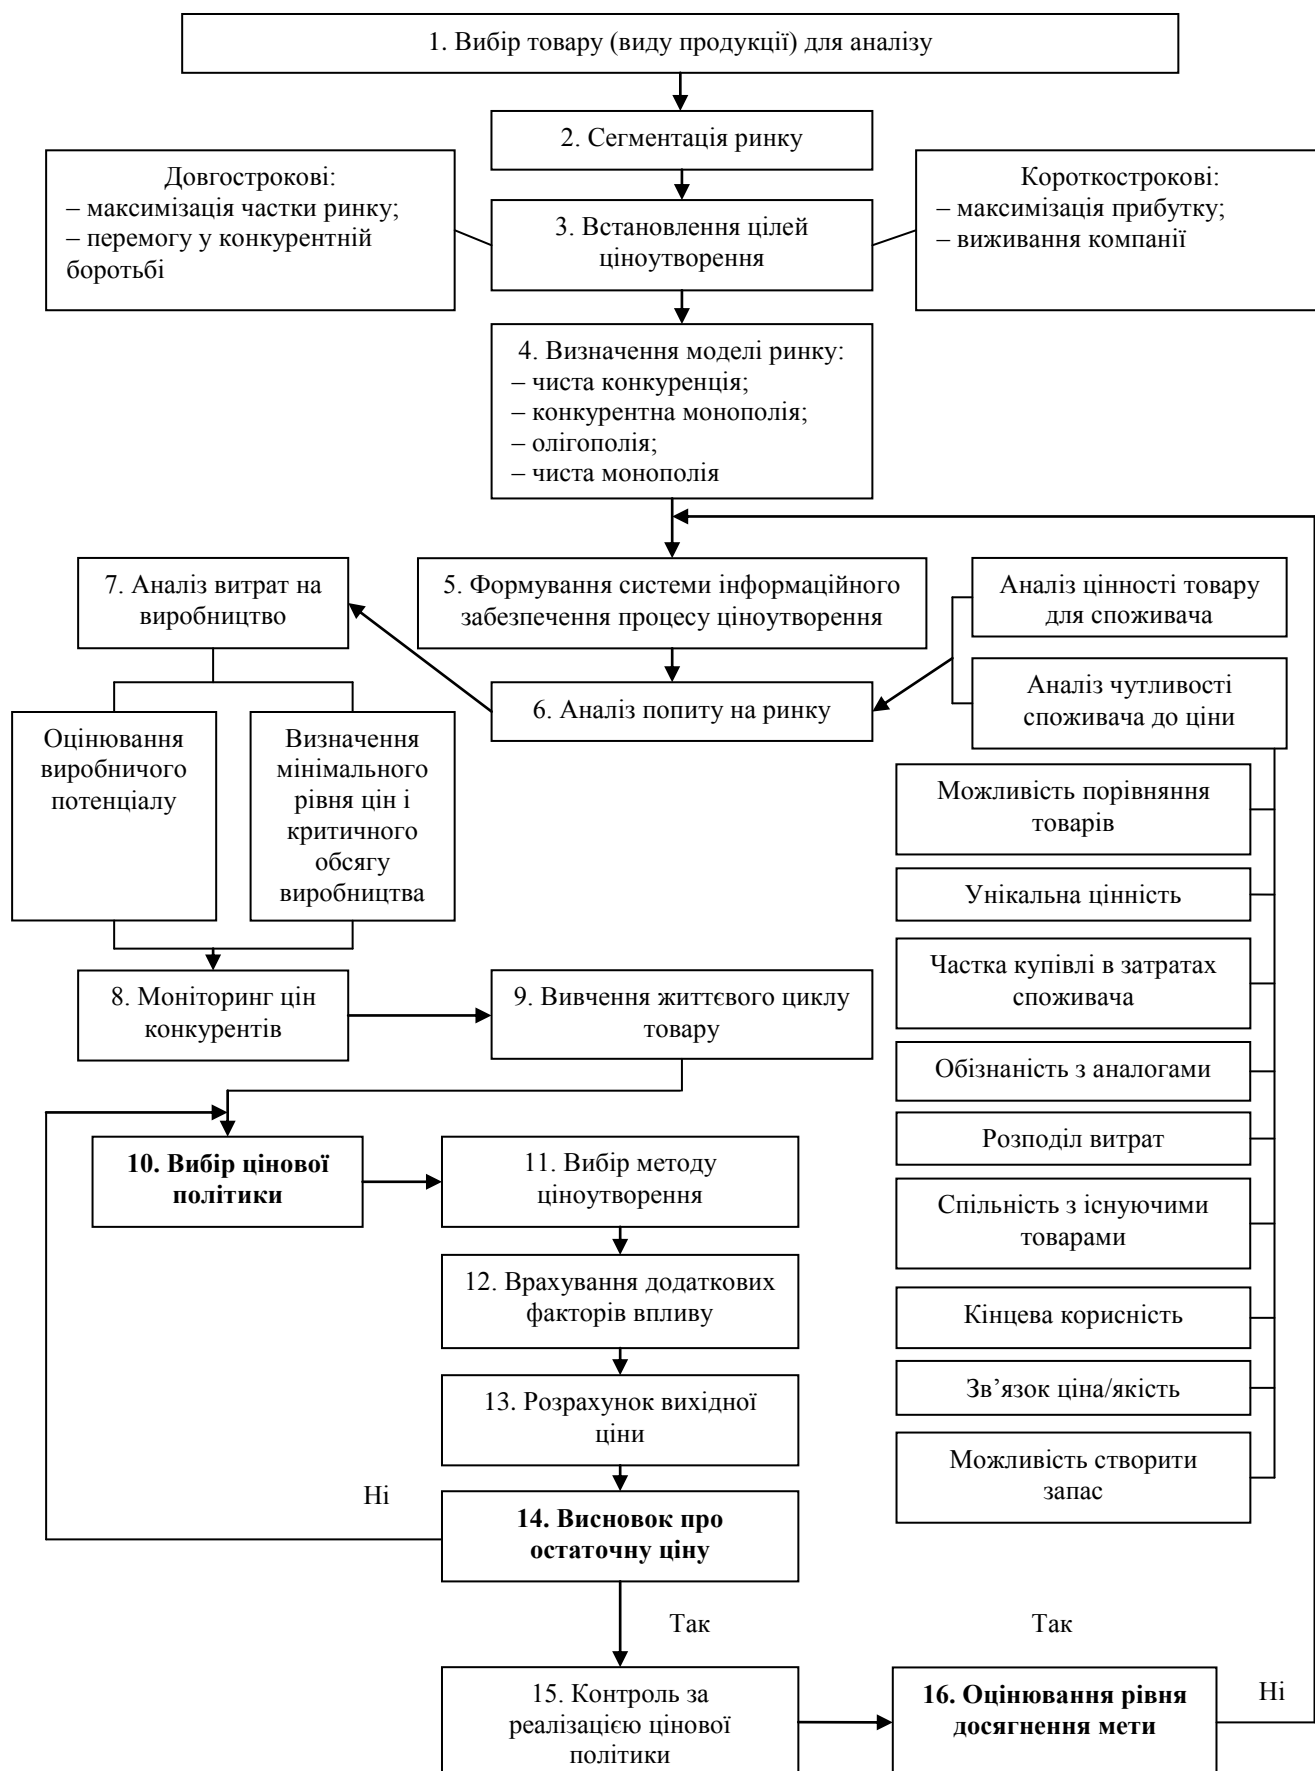 1. Вибір товару (виду продукції) для аналізу
2. Сегментація ринку
Довгострокові:
– максимізація частки ринку;
– перемогу у конкурентній
боротьбі
3. Встановлення цілей
ціноутворення
Короткострокові:
– максимізація прибутку;
– виживання компанії
4. Визначення моделі ринку:
– чиста конкуренція;
– конкурентна монополія;
– олігополія;
– чиста монополія
7. Аналіз витрат на
виробництво
5. Формування системи інформаційного
забезпечення процесу ціноутворення
Аналіз цінності товару
для споживача
6. Аналіз попиту на ринку
Аналіз чутливості
споживача до ціни
Оцінювання
виробничого
потенціалу
Визначення
мінімального
рівня цін і
критичного
обсягу
виробництва
Можливість порівняння
товарів
Унікальна цінність
Частка купівлі в затратах
споживача
8. Моніторинг цін
конкурентів
9. Вивчення життєвого циклу
товару
Обізнаність з аналогами
Розподіл витрат
10. Вибір цінової
політики
11. Вибір методу
ціноутворення
Спільність з існуючими
товарами
12. Врахування додаткових
факторів впливу
Кінцева корисність
13. Розрахунок вихідної
ціни
Зв’язок ціна/якість
Можливість створити
запас
Ні
14. Висновок про
остаточну ціну
Так
Так
15. Контроль за
реалізацією цінової
політики
16. Оцінювання рівня
досягнення мети
Ні